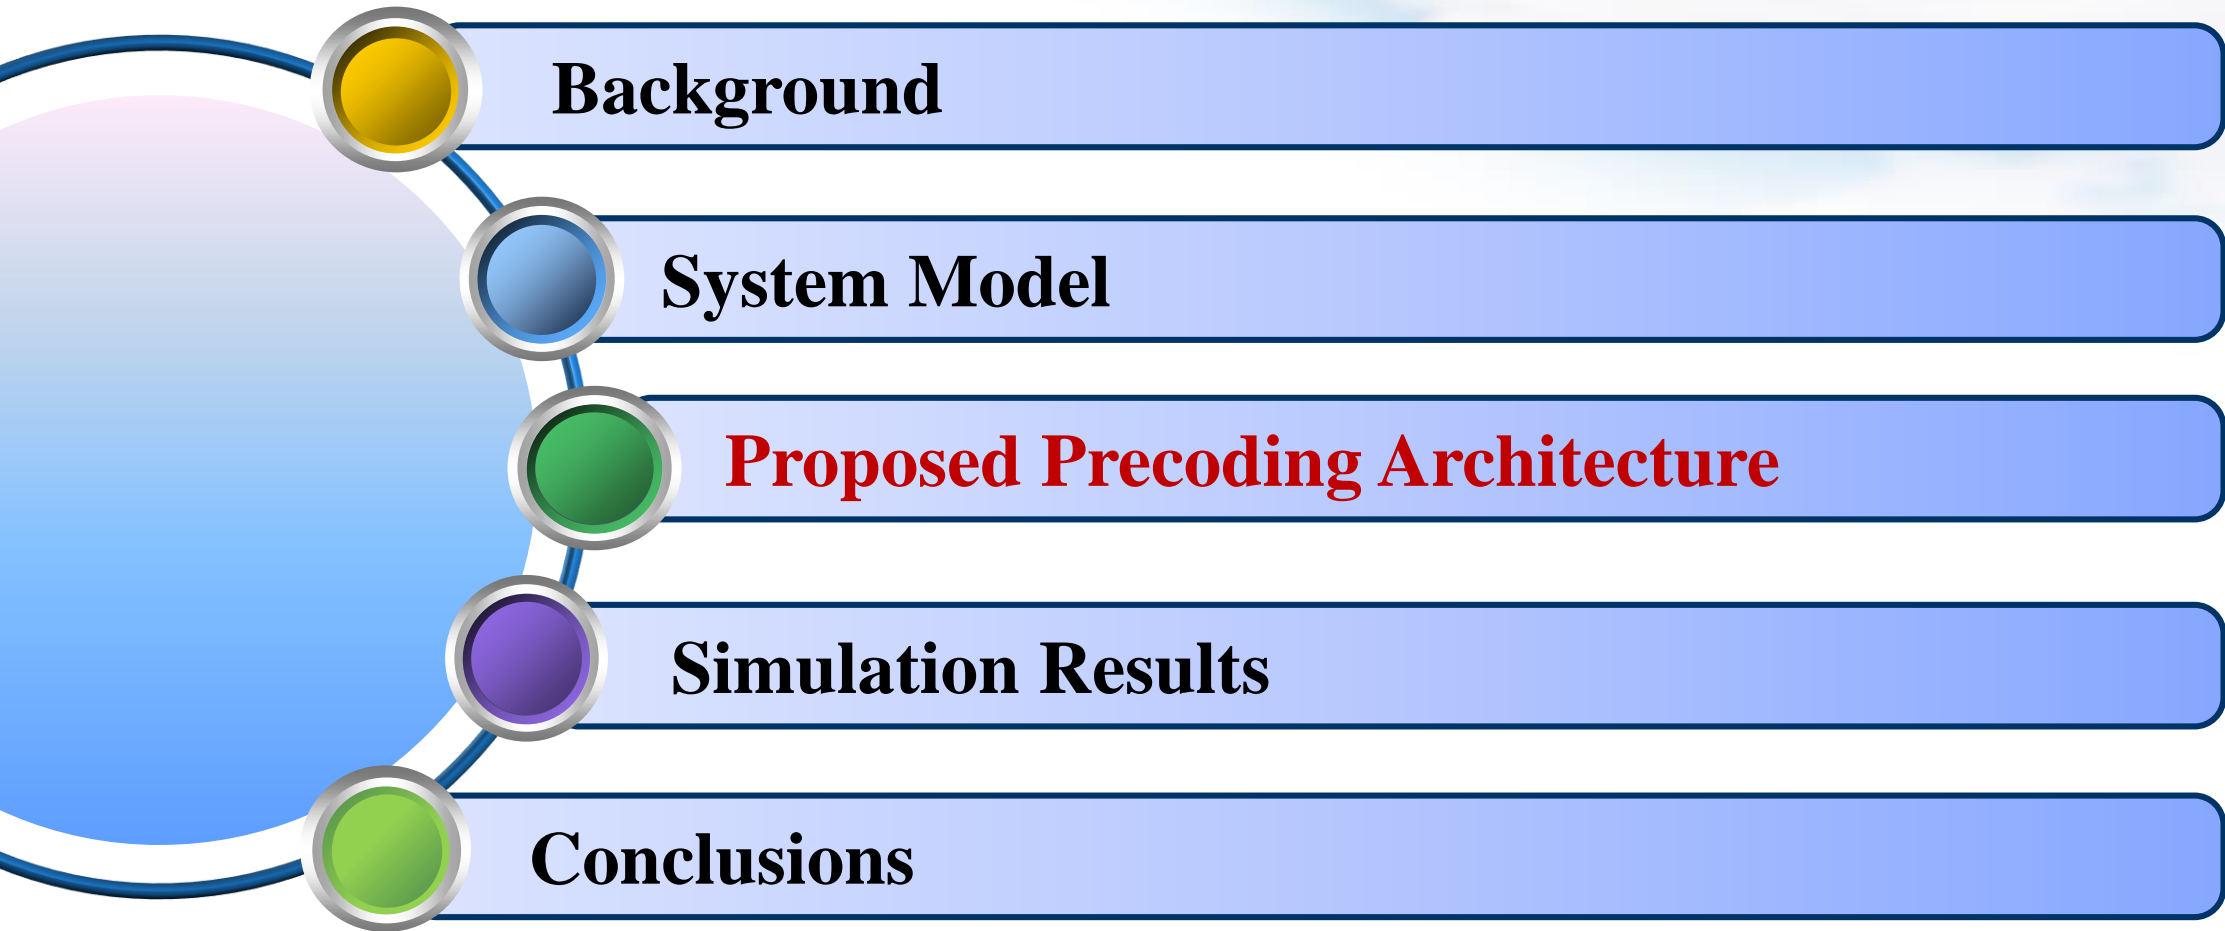 Background
System Model
Proposed Precoding Architecture
Simulation Results
Conclusions